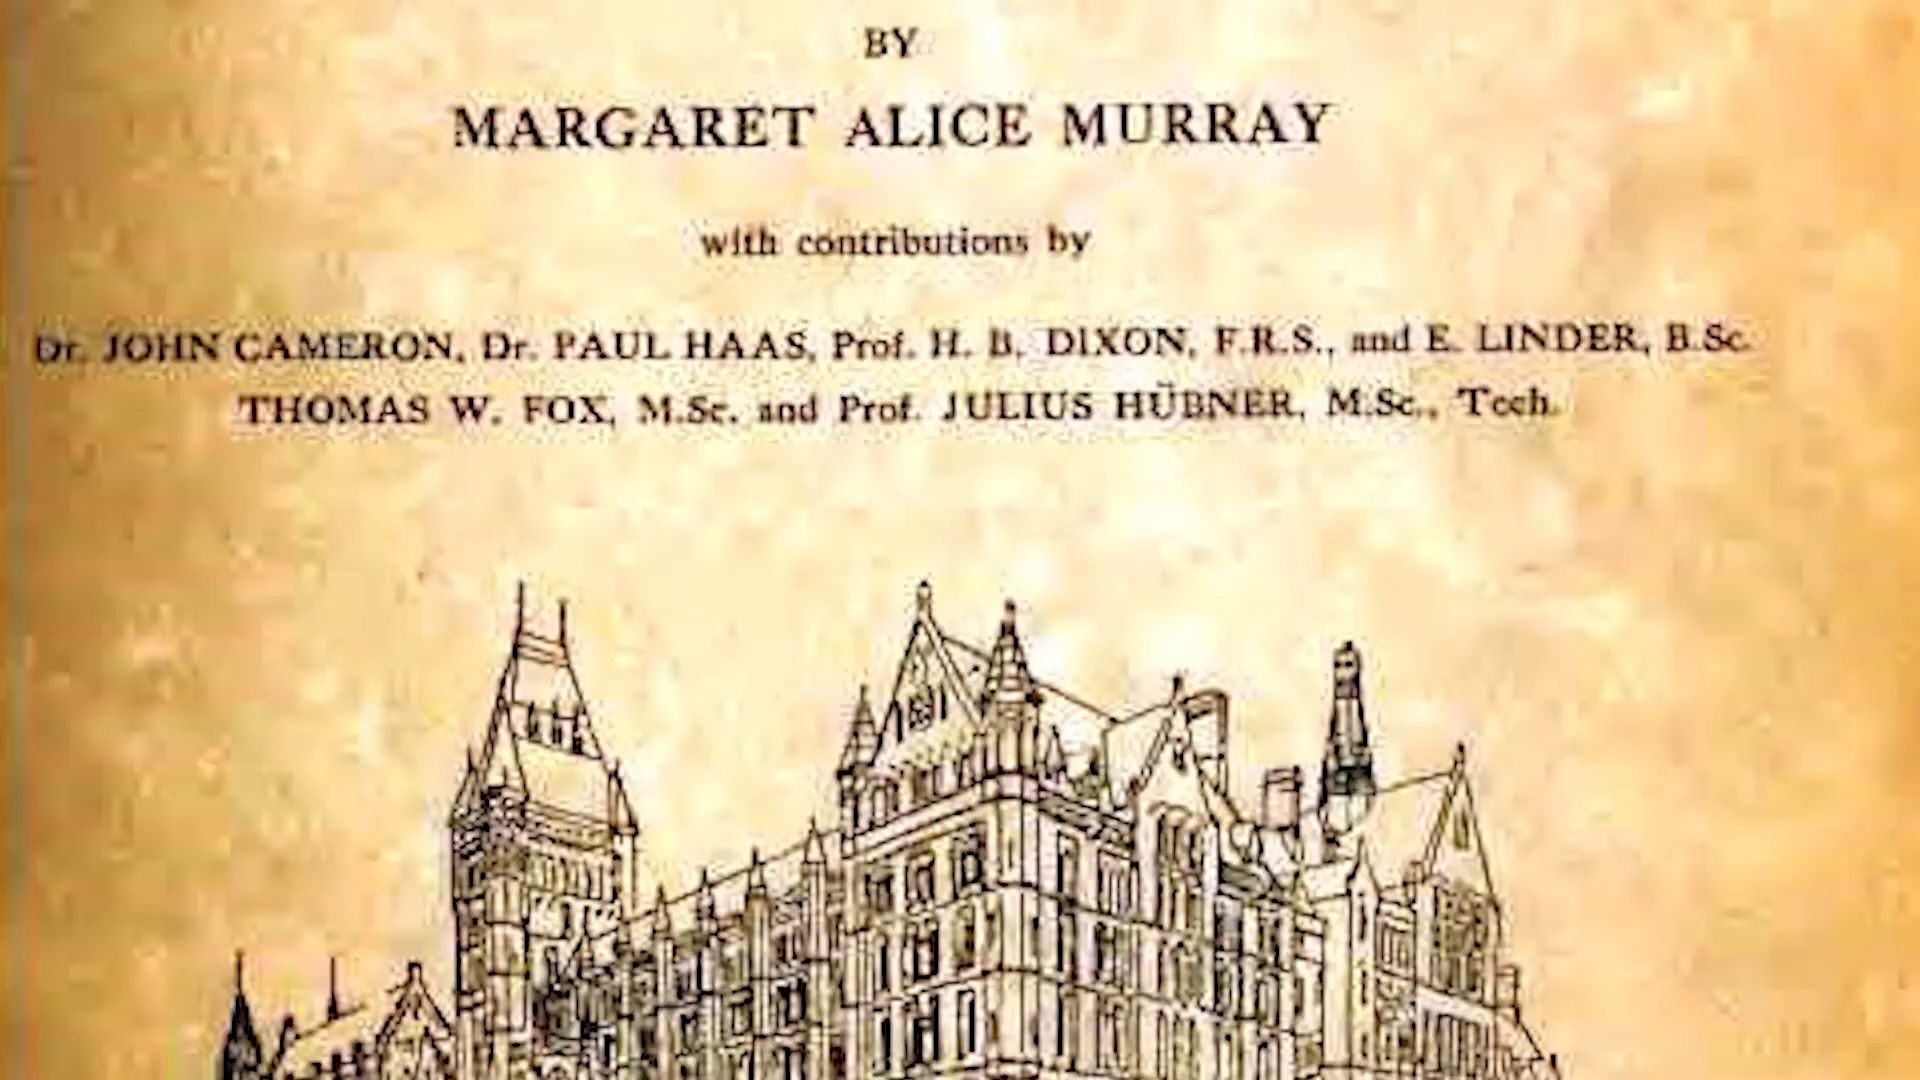 BY
MARGARET ALICE MURRAY
with contributions by
Dr. JOHN CAMERON, Dr. PAUL HAAS, Prof. H. B. DIXON, F.R.S., and E. LINDER, B.Sc.
THOMAS W. FOX, M.Sc. and Prof. JULIUS HÜBNER, M.Sc., Tech.